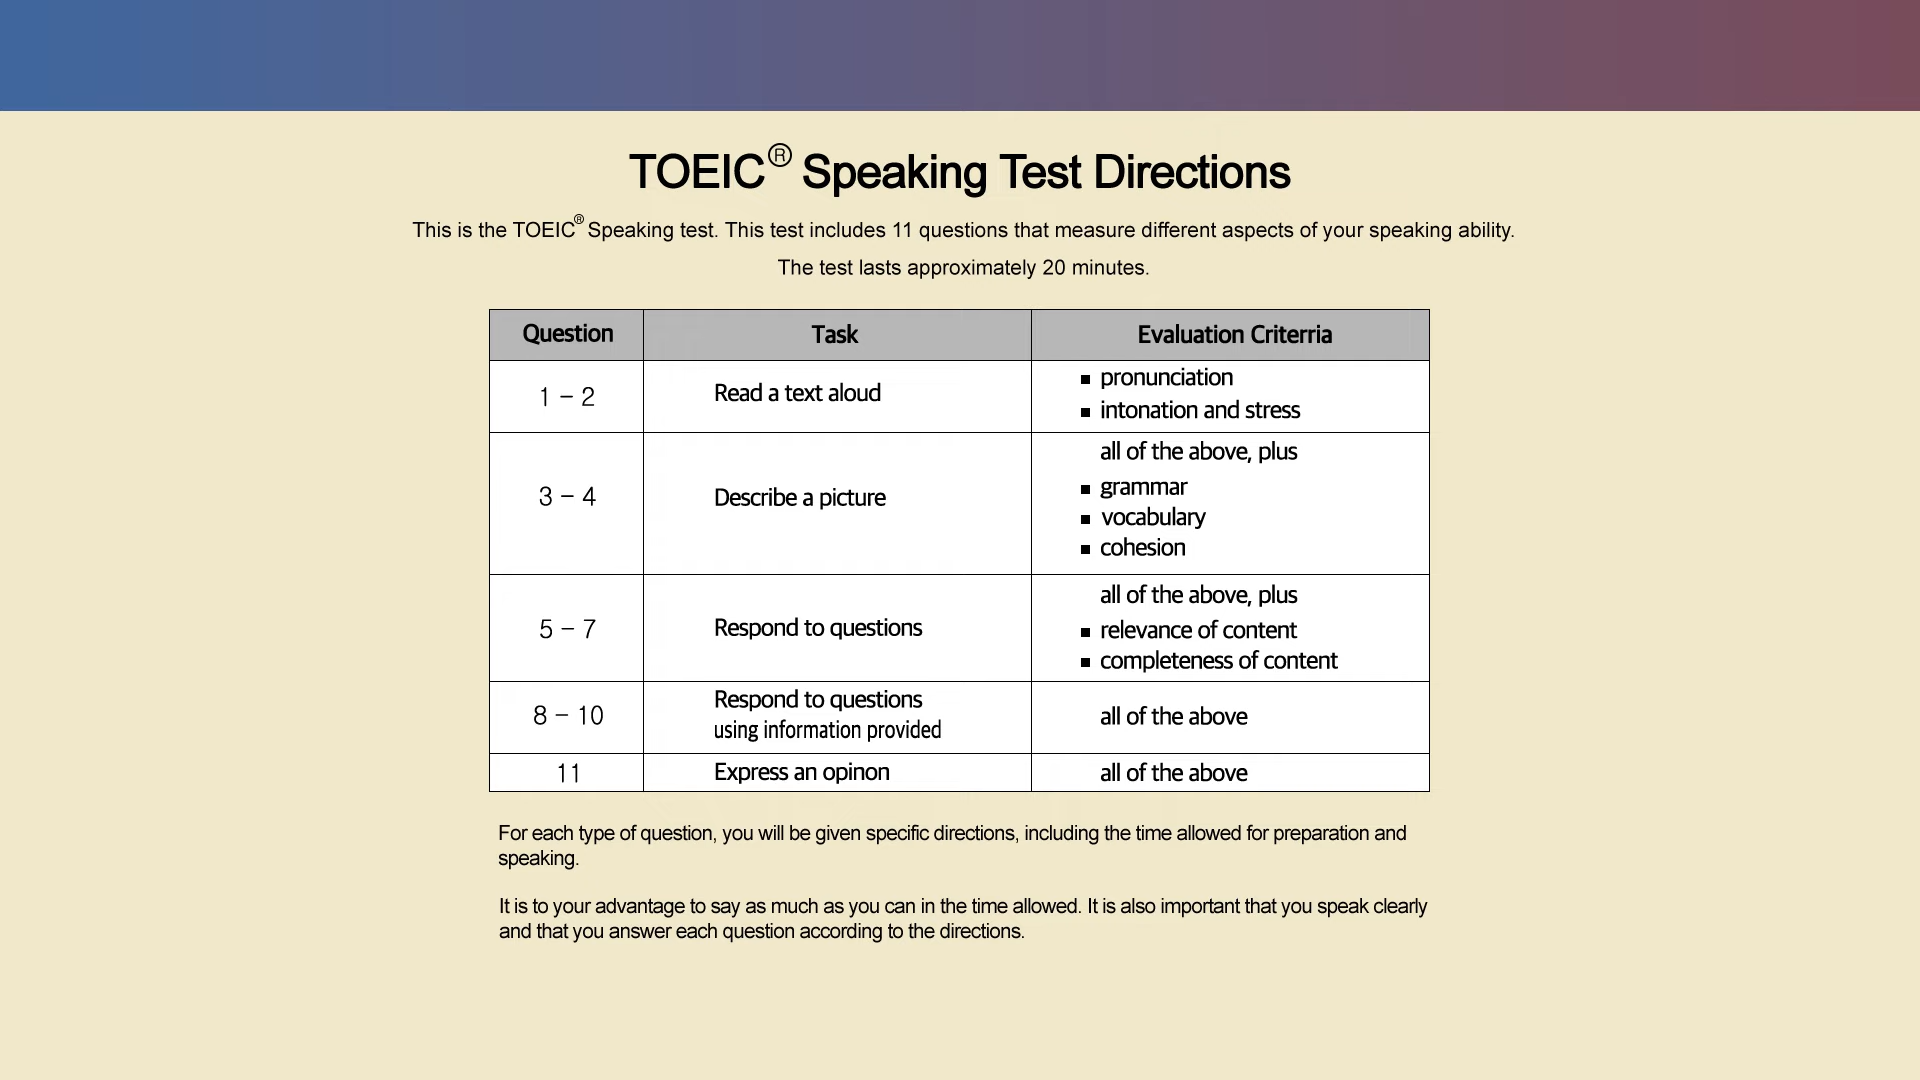 TOEIC® Speaking Test Directions
This is the TOEIC® Speaking test. This test includes 11 questions that measure different aspects of your speaking ability.
The test lasts approximately 20 minutes.
Question Task Evaluation Criterria
1 – 2 Read a text aloud ▪ pronunciation
▪ intonation and stress
3 – 4 Describe a picture all of the above, plus
▪ grammar
▪ vocabulary
▪ cohesion
5 – 7 Respond to questions all of the above, plus
▪ relevance of content
▪ completeness of content
8 – 10 Respond to questions
using information provided all of the above
11 Express an opinon all of the above
For each type of question, you will be given specific directions, including the time allowed for preparation and
speaking.
It is to your advantage to say as much as you can in the time allowed. It is also important that you speak clearly
and that you answer each question according to the directions.